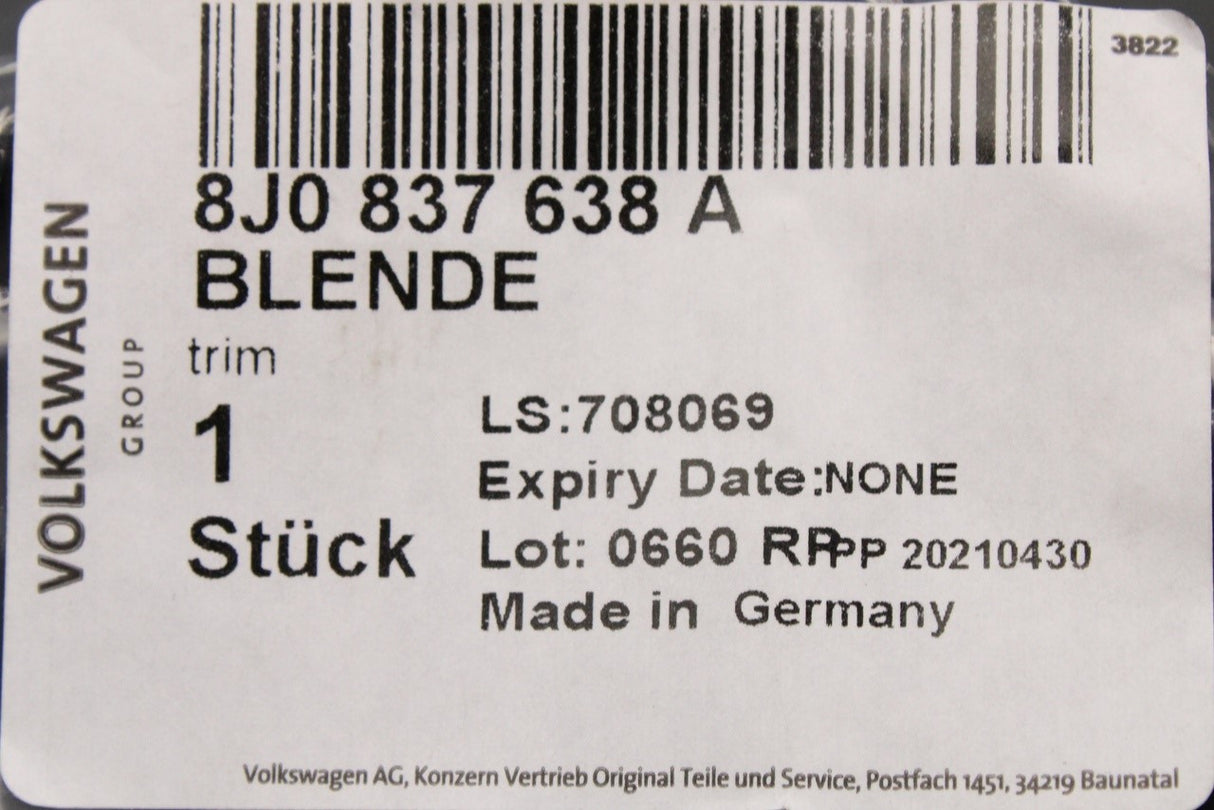 3822
8J0 837 638 A
BLENDE
trim
1
Stück
LS:708069
Expiry Date:NONE
Lot: 0660 RPPP 20210430
Made in Germany
VOLKSWAGEN
GROUP
Volkswagen AG, Konzern Vertrieb Original Teile und Service, Postfach 1451, 34219 Baunatal